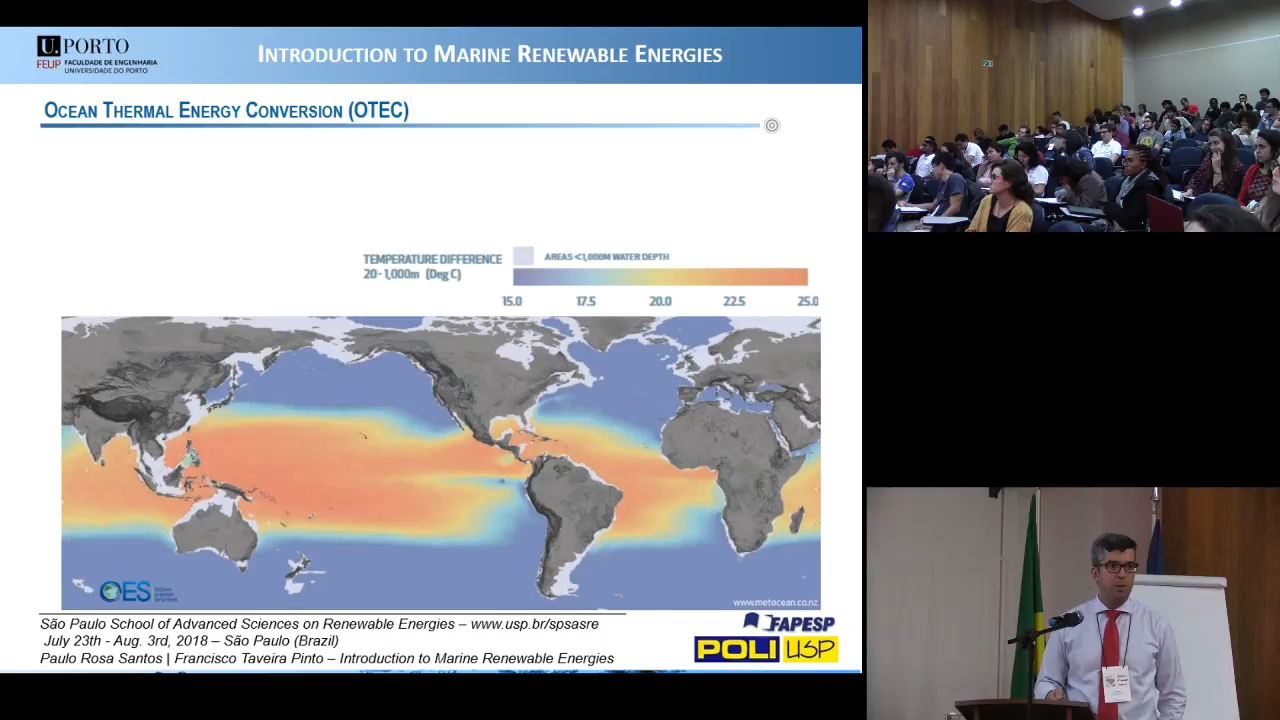 U.PORTO
FEUP FACULDADE DE ENGENHARIA
UNIVERSIDADE DO PORTO
INTRODUCTION TO MARINE RENEWABLE ENERGIES
OCEAN THERMAL ENERGY CONVERSION (OTEC)
TEMPERATURE DIFFERENCE
20-1,000m (Deg C)
AREAS <1,000M WATER DEPTH
15.0 17.5 20.0 22.5 25.0
OES OCEAN
ENERGY
SYSTEMS
www.metocean.co.nz
São Paulo School of Advanced Sciences on Renewable Energies – www.usp.br/spsasre
July 23th - Aug. 3rd, 2018 – São Paulo (Brazil)
Paulo Rosa Santos | Francisco Taveira Pinto – Introduction to Marine Renewable Energies
FAPESP
POLI USP